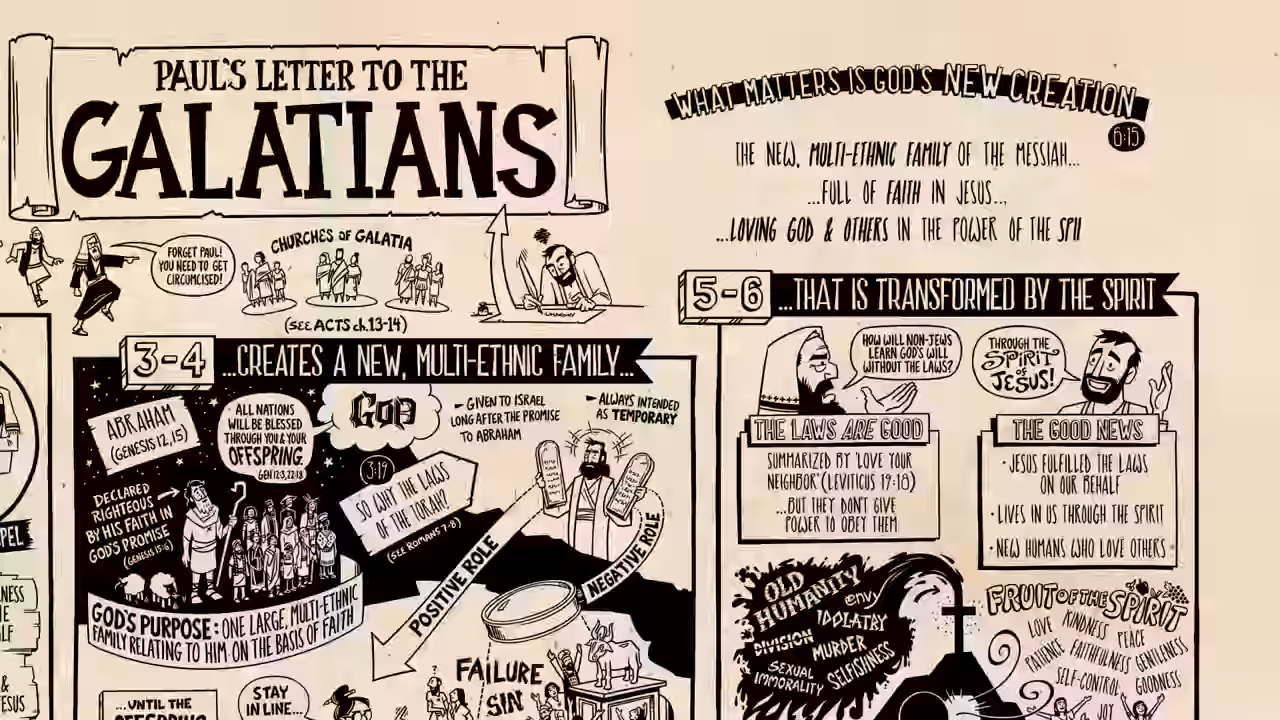 PAUL'S LETTER TO THE
GALATIANS
FORGET PAUL!
YOU NEED TO GET
CIRCUMCISED!
CHURCHES OF GALATIA
(SEE ACTS ch.13-14)
3-4 ...CREATES A NEW, MULTI-ETHNIC FAMILY...
ABRAHAM
(GENESIS 12, 15)
ALL NATIONS
WILL BE BLESSED
THROUGH YOU & YOUR
OFFSPRING.
GEN 12:3, 22:18
GOD
- GIVEN TO ISRAEL
LONG AFTER THE PROMISE
TO ABRAHAM
- ALWAYS INTENDED
AS TEMPORARY
DECLARED
RIGHTEOUS
BY HIS FAITH IN
GOD'S PROMISE
(GENESIS 15:6)
3:19
SO WHY THE LAWS
OF THE TORAH?
(SEE ROMANS 7-8)
POSITIVE ROLE
NEGATIVE ROLE
GOD'S PURPOSE: ONE LARGE, MULTI-ETHNIC
FAMILY RELATING TO HIM ON THE BASIS OF FAITH
FAILURE
SIN
...UNTIL THE
OFFSPRING
STAY
IN LINE...
?
PEL
NESS
&
WHAT MATTERS IS GOD'S NEW CREATION
6:15
THE NEW, MULTI-ETHNIC FAMILY OF THE MESSIAH...
...FULL OF FAITH IN JESUS...
...LOVING GOD & OTHERS IN THE POWER OF THE SPI
5-6 ...THAT IS TRANSFORMED BY THE SPIRIT
HOW WILL NON-JEWS
LEARN GOD'S WILL
WITHOUT THE LAWS?
THROUGH THE
SPIRIT
OF
JESUS!
THE LAWS ARE GOOD
SUMMARIZED BY 'LOVE YOUR
NEIGHBOR' (LEVITICUS 19:18)
...BUT THEY DON'T GIVE
POWER TO OBEY THEM
THE GOOD NEWS
• JESUS FULFILLED THE LAWS
ON OUR BEHALF
• LIVES IN US THROUGH THE SPIRIT
• NEW HUMANS WHO LOVE OTHERS
OLD
HUMANITY
envy
IDOLATRY
DIVISION
MURDER
SEXUAL
IMMORALITY
SELFISHNESS
FRUIT OF THE SPIRIT
LOVE KINDNESS PEACE
PATIENCE FAITHFULNESS GENTLENESS
SELF-CONTROL GOODNESS
JOY